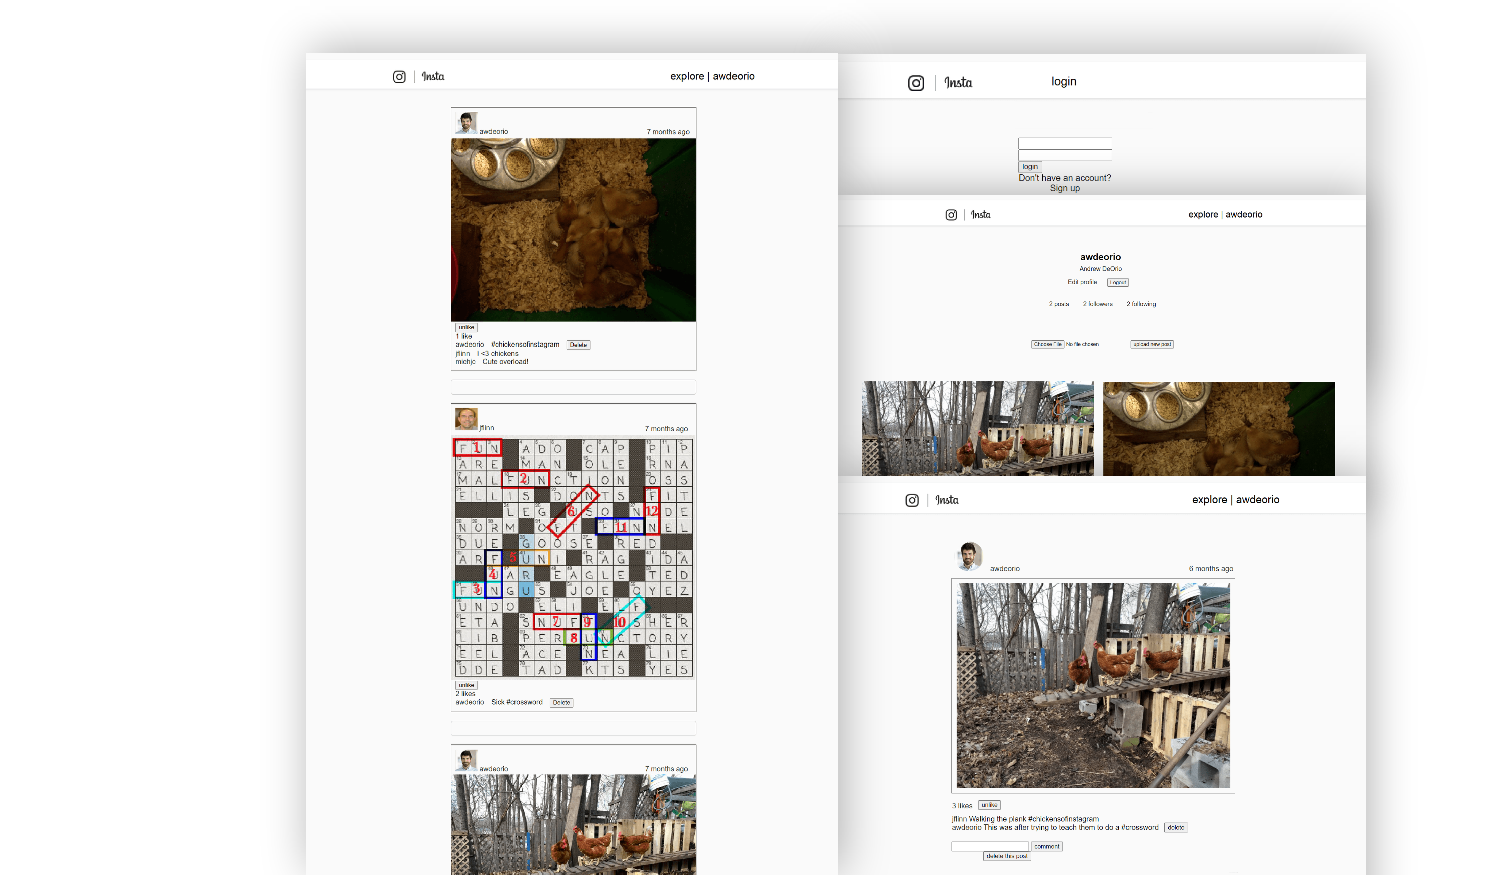 Insta
explore | awdeorio
awdeorio
7 months ago
unlike
1 like
awdeorio #chickensofinstagram Delete
jflinn I <3 chickens
michjc Cute overload!
jflinn
7 months ago
F U N A D O C A P P I P
A R E M A N O L E R N A
M A L F U N C T I O N O S S
E L L I S D O N T S F I T
L E G U S O N D E
N O R M O F T F N N E L
D U E G O O S E R E D
A R F U N I R A G I D A
U A R E A G L E T E D
F U N G U S J O E O Y E Z
U N D O E L I E L F
E T A S N U F F S H E R
L I B P E R U N C T O R Y
E E L A C E N E A L I E
D D E T A D K T S Y E S
1
2
6
12
11
5
4
3
7
9
10
8
unlike
2 likes
awdeorio Sick #crossword Delete
awdeorio
7 months ago
Insta
login
login
Don't have an account?
Sign up
Insta
explore | awdeorio
awdeorio
Andrew DeOrio
Edit profile Logout
2 posts 2 followers 2 following
Choose File No file chosen upload new post
Insta
explore | awdeorio
awdeorio
6 months ago
3 likes unlike
jflinn Walking the plank #chickensofinstagram
awdeorio This was after trying to teach them to do a #crossword delete
comment
delete this post